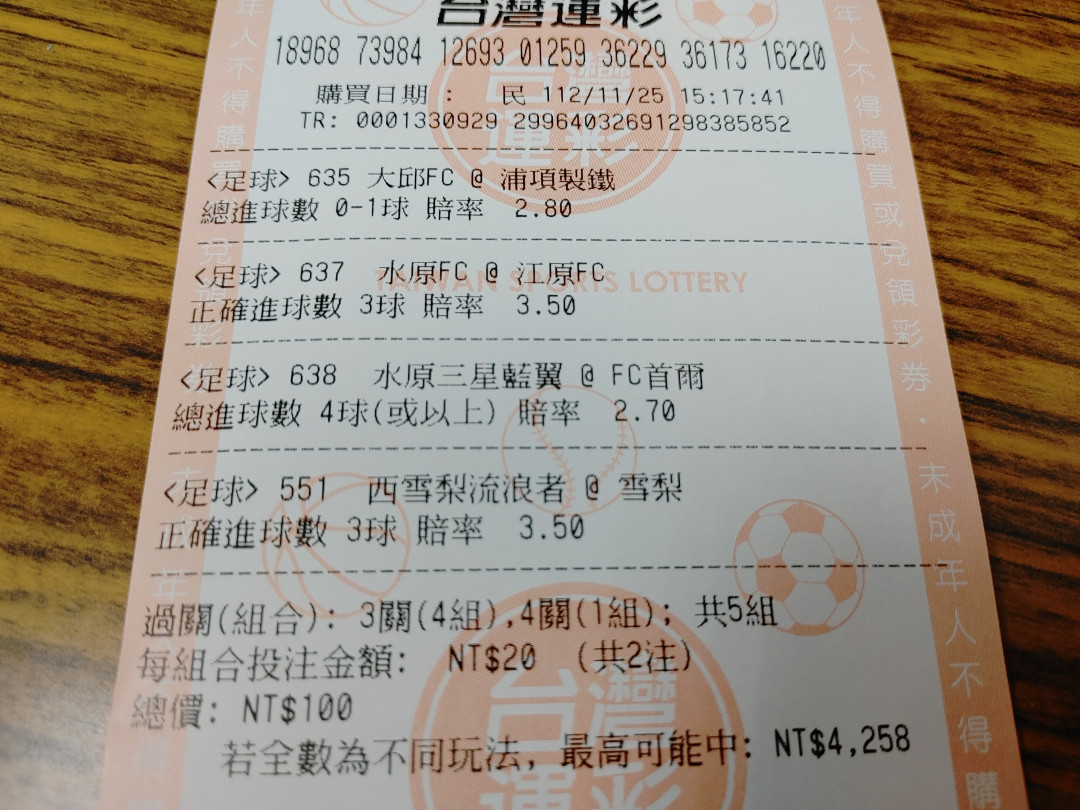 台灣運彩
18968 73984 12693 01259 36229 36173 16220
購買日期 : 民 112/11/25 15:17:41
TR: 0001330929 29964032691298385852
<足球> 635 大邱FC @ 浦項製鐵
總進球數 0-1球 賠率 2.80
<足球> 637 水原FC @ 江原FC
TAIWAN SPORTS LOTTERY
正確進球數 3球 賠率 3.50
<足球> 638 水原三星藍翼 @ FC首爾
總進球數 4球(或以上) 賠率 2.70
<足球> 551 西雪梨流浪者 @ 雪梨
正確進球數 3球 賠率 3.50
過關(組合): 3關(4組),4關(1組); 共5組
每組合投注金額: NT$20 (共2注)
總價: NT$100
若全數為不同玩法, 最高可能中: NT$4,258
台灣運彩
台灣運彩
年人不得購買或兌領彩券・未成年人不得購